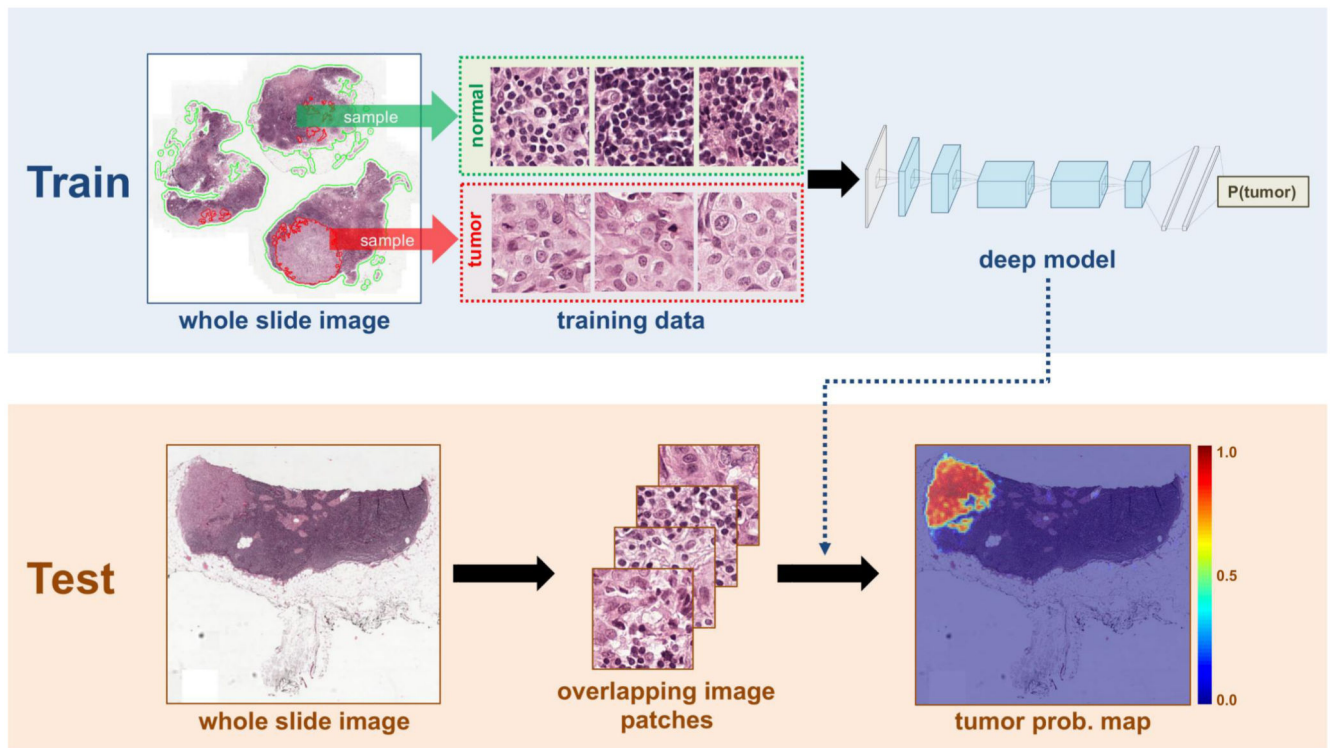 Train
sample
sample
normal
tumor
P(tumor)
deep model
whole slide image
training data
Test
1.0
0.5
0.0
overlapping image
patches
whole slide image
tumor prob. map